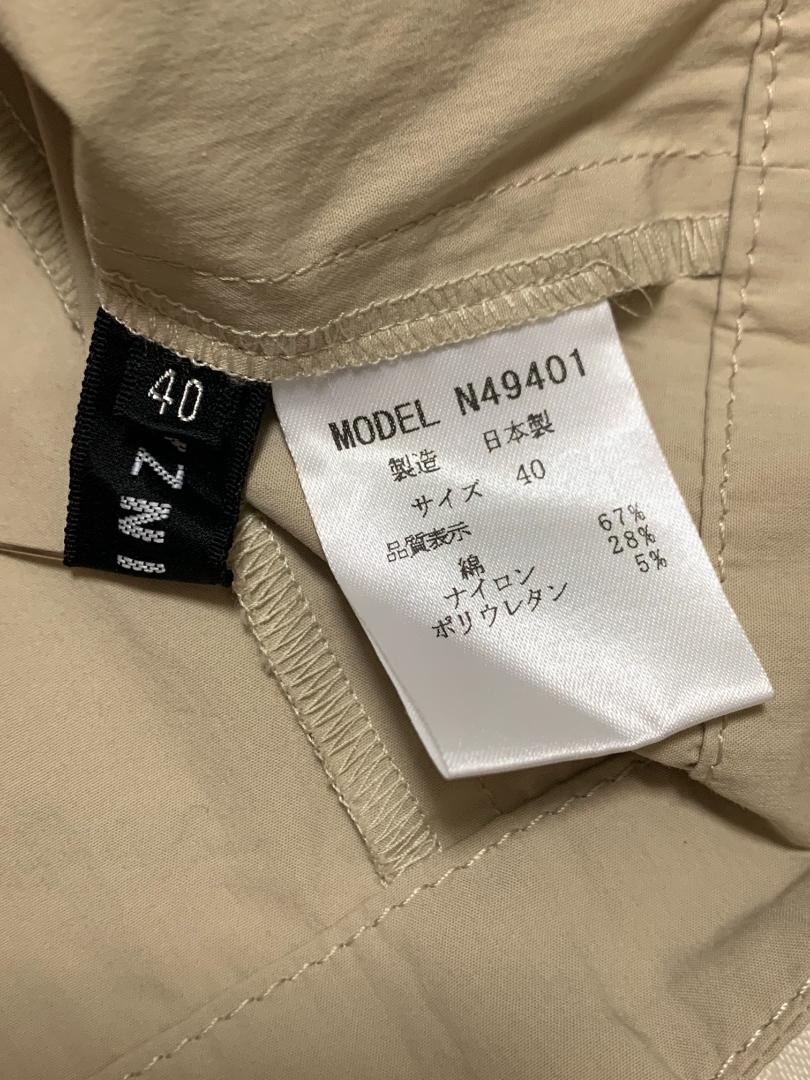 40
INZ
MODEL N49401
製造 日本製
サイズ 40
品質表示
綿 67%
ナイロン 28%
ポリウレタン 5%